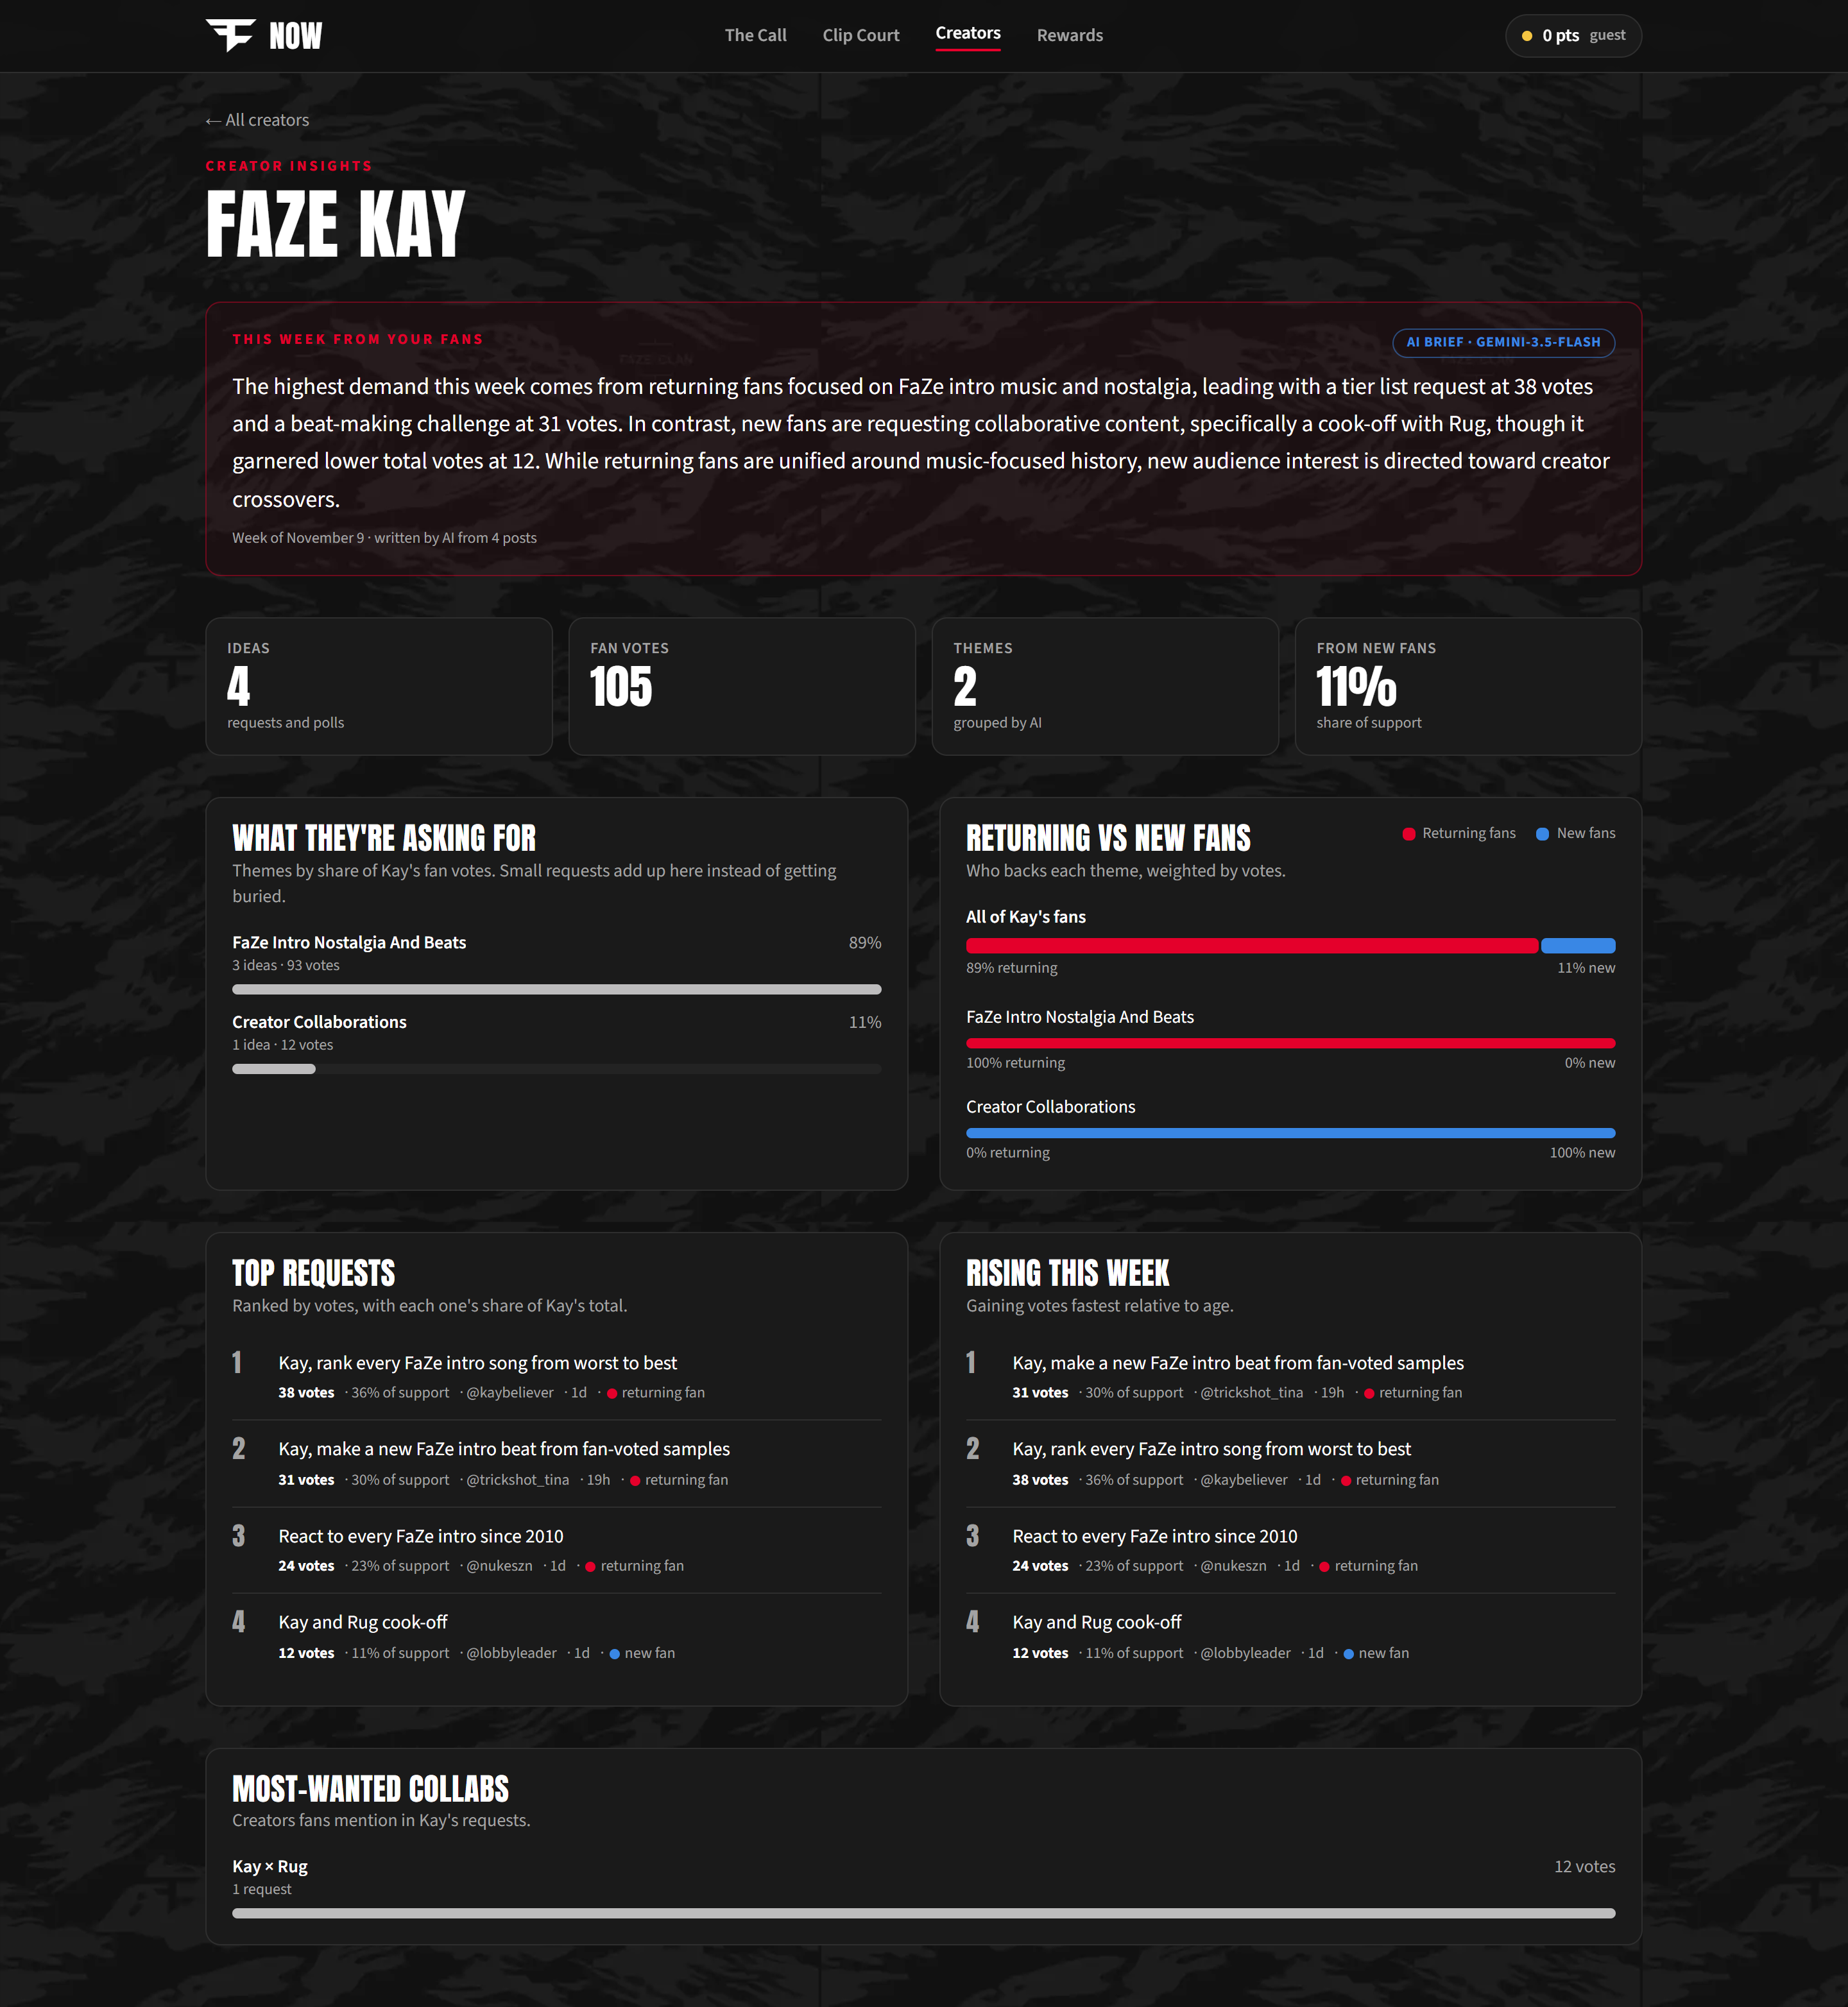 NOW
The Call
Clip Court
Creators
Rewards
0 pts guest
← All creators
CREATOR INSIGHTS
FAZE KAY
THIS WEEK FROM YOUR FANS
AI BRIEF · GEMINI-3.5-FLASH
The highest demand this week comes from returning fans focused on FaZe intro music and nostalgia, leading with a tier list request at 38 votes
and a beat-making challenge at 31 votes. In contrast, new fans are requesting collaborative content, specifically a cook-off with Rug, though it
garnered lower total votes at 12. While returning fans are unified around music-focused history, new audience interest is directed toward creator
crossovers.
Week of November 9 · written by AI from 4 posts
IDEAS
4
requests and polls
FAN VOTES
105
THEMES
2
grouped by AI
FROM NEW FANS
11%
share of support
WHAT THEY'RE ASKING FOR
Themes by share of Kay's fan votes. Small requests add up here instead of getting
buried.
FaZe Intro Nostalgia And Beats
89%
3 ideas · 93 votes
Creator Collaborations
11%
1 idea · 12 votes
RETURNING VS NEW FANS
Returning fans
New fans
Who backs each theme, weighted by votes.
All of Kay's fans
89% returning
11% new
FaZe Intro Nostalgia And Beats
100% returning
0% new
Creator Collaborations
0% returning
100% new
TOP REQUESTS
Ranked by votes, with each one's share of Kay's total.
1
Kay, rank every FaZe intro song from worst to best
38 votes · 36% of support · @kaybeliever · 1d · returning fan
2
Kay, make a new FaZe intro beat from fan-voted samples
31 votes · 30% of support · @trickshot_tina · 19h · returning fan
3
React to every FaZe intro since 2010
24 votes · 23% of support · @nukeszn · 1d · returning fan
4
Kay and Rug cook-off
12 votes · 11% of support · @lobbyleader · 1d · new fan
RISING THIS WEEK
Gaining votes fastest relative to age.
1
Kay, make a new FaZe intro beat from fan-voted samples
31 votes · 30% of support · @trickshot_tina · 19h · returning fan
2
Kay, rank every FaZe intro song from worst to best
38 votes · 36% of support · @kaybeliever · 1d · returning fan
3
React to every FaZe intro since 2010
24 votes · 23% of support · @nukeszn · 1d · returning fan
4
Kay and Rug cook-off
12 votes · 11% of support · @lobbyleader · 1d · new fan
MOST-WANTED COLLABS
Creators fans mention in Kay's requests.
Kay × Rug
12 votes
1 request